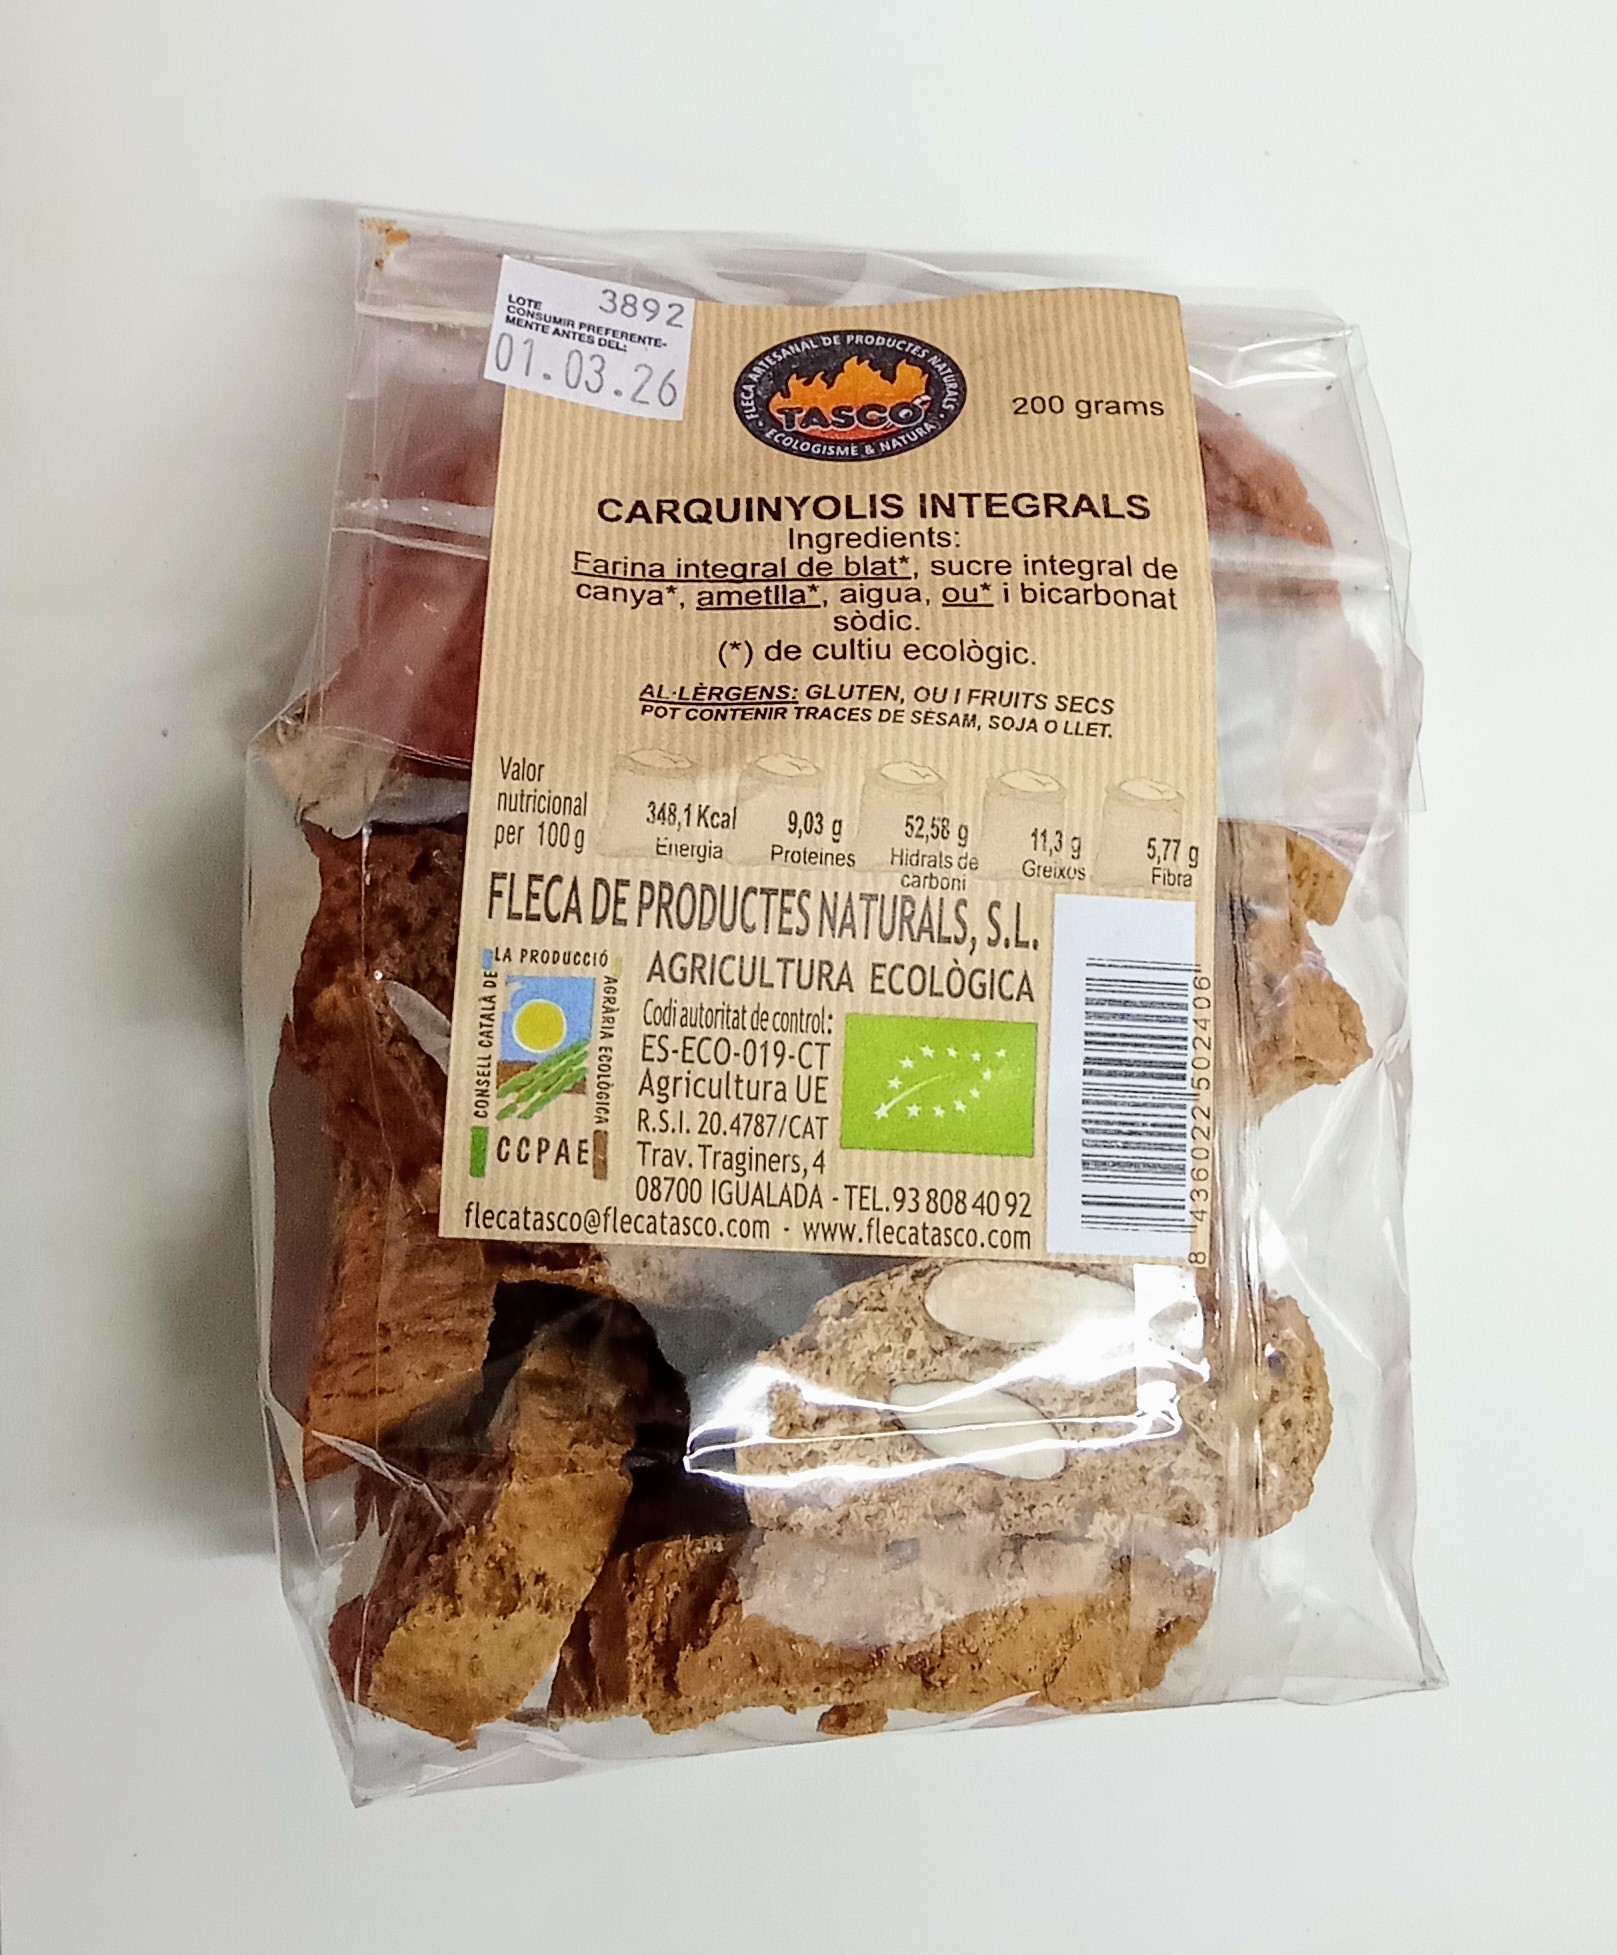 LOTE 3892
CONSUMIR PREFERENTE-
MENTE ANTES DEL:
01.03.26
FLECA ARTESANAL DE PRODUCTES NATURALS
TASCO
ECOLOGISME & NATURA
200 grams
CARQUINYOLIS INTEGRALS
Ingredients:
Farina integral de blat*, sucre integral de
canya*, ametlla*, aigua, ou* i bicarbonat
sòdic.
(*) de cultiu ecològic.
AL·LÈRGENS: GLUTEN, OU I FRUITS SECS
POT CONTENIR TRACES DE SÈSAM, SOJA O LLET.
Valor
nutricional
per 100 g
348,1 Kcal
Energia
9,03 g
Proteines
52,58 g
Hidrals de
carboni
11,3 g
Greixos
5,77 g
Fibra
FLECA DE PRODUCTES NATURALS, S.L.
CONSELL CATALÀ DE
LA PRODUCCIÓ
AGRÀRIA ECOLÒGICA
CCPAE
AGRICULTURA ECOLÒGICA
Codi autoritat de control:
ES-ECO-019-CT
Agricultura UE
R.S.I. 20.4787/CAT
Trav. Traginers, 4
08700 IGUALADA - TEL. 93 808 40 92
flecatasco@flecatasco.com - www.flecatasco.com
8 436022 502406